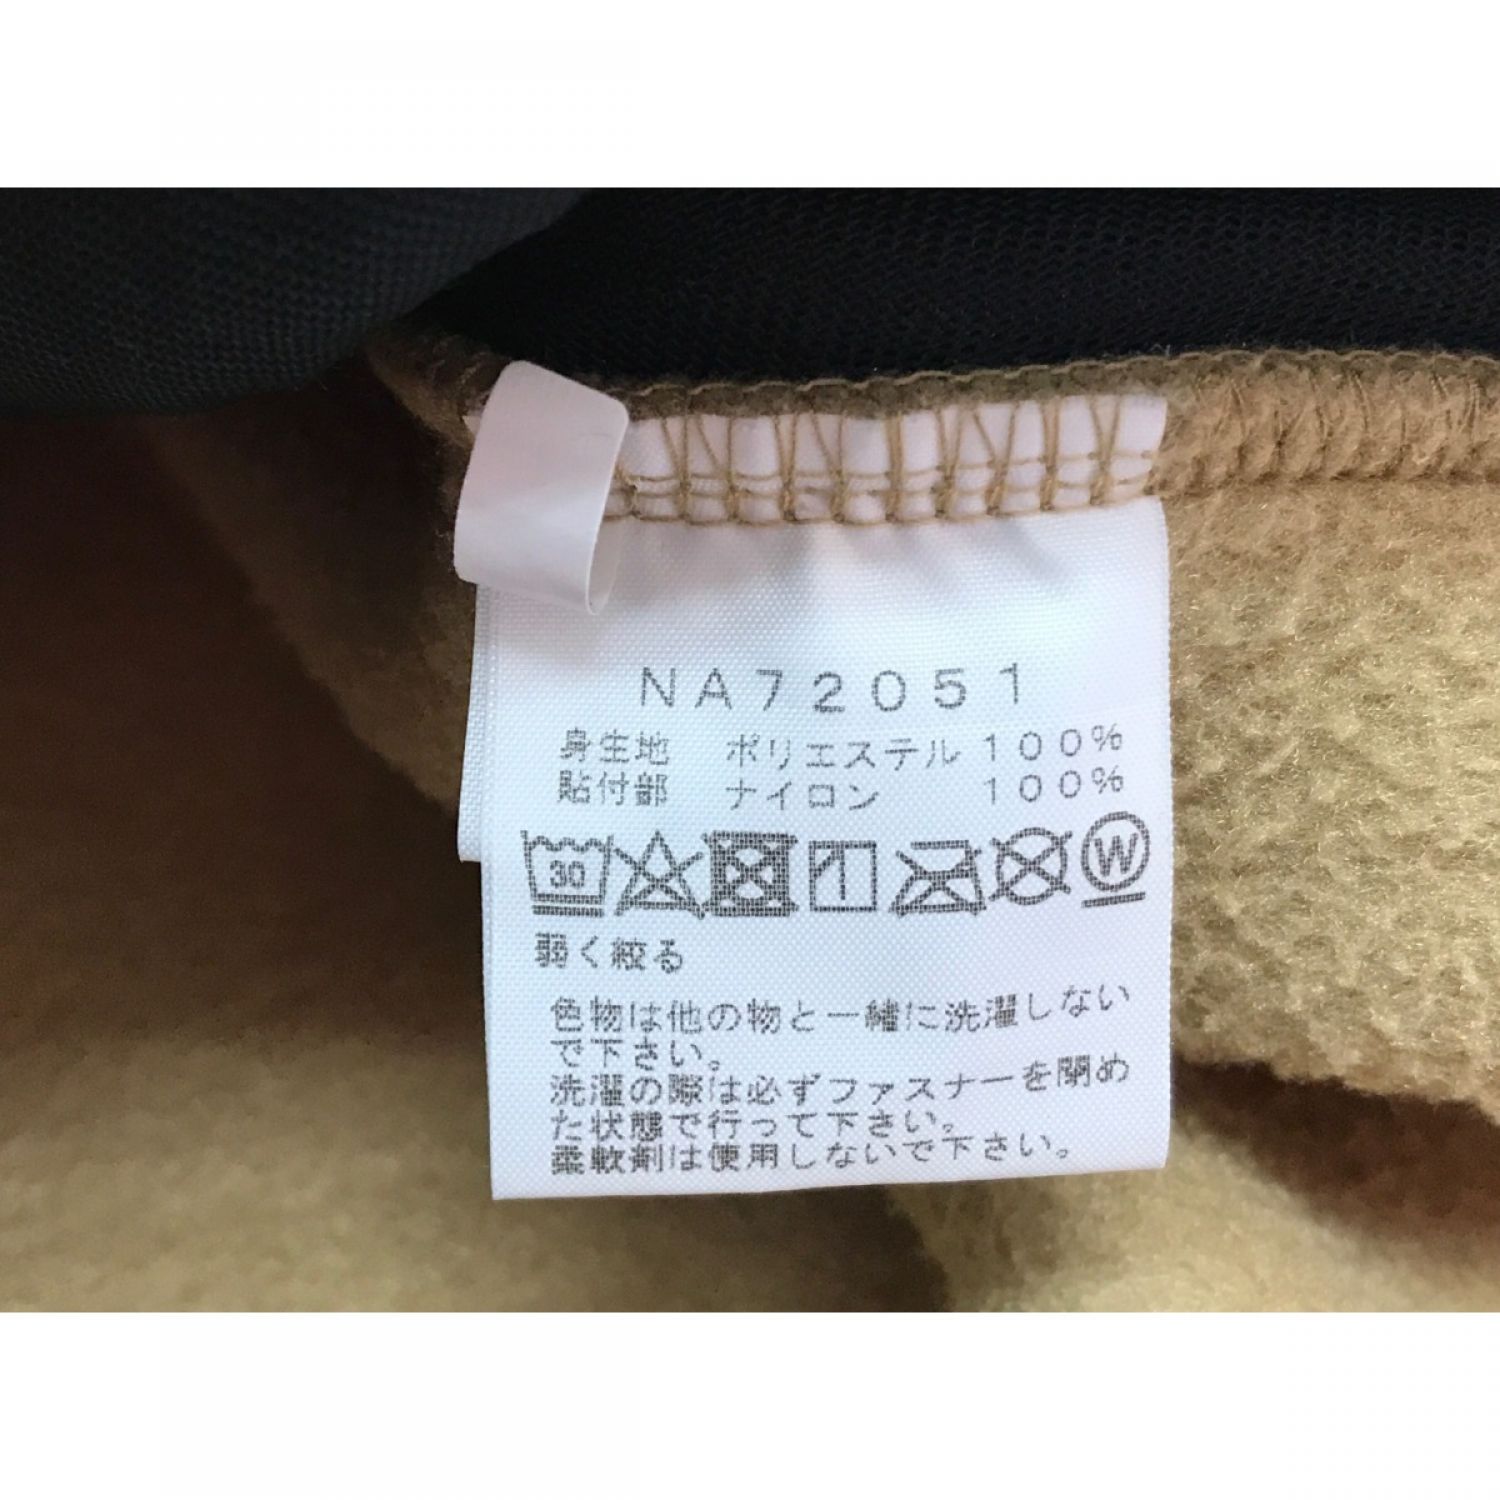 NA72051
身生地 ポリエステル 100%
貼付部 ナイロン 100%
30 W
弱く絞る
色物は他の物と一緒に洗濯しない
で下さい。
洗濯の際は必ずファスナーを閉め
た状態で行って下さい。
柔軟剤は使用しないで下さい。